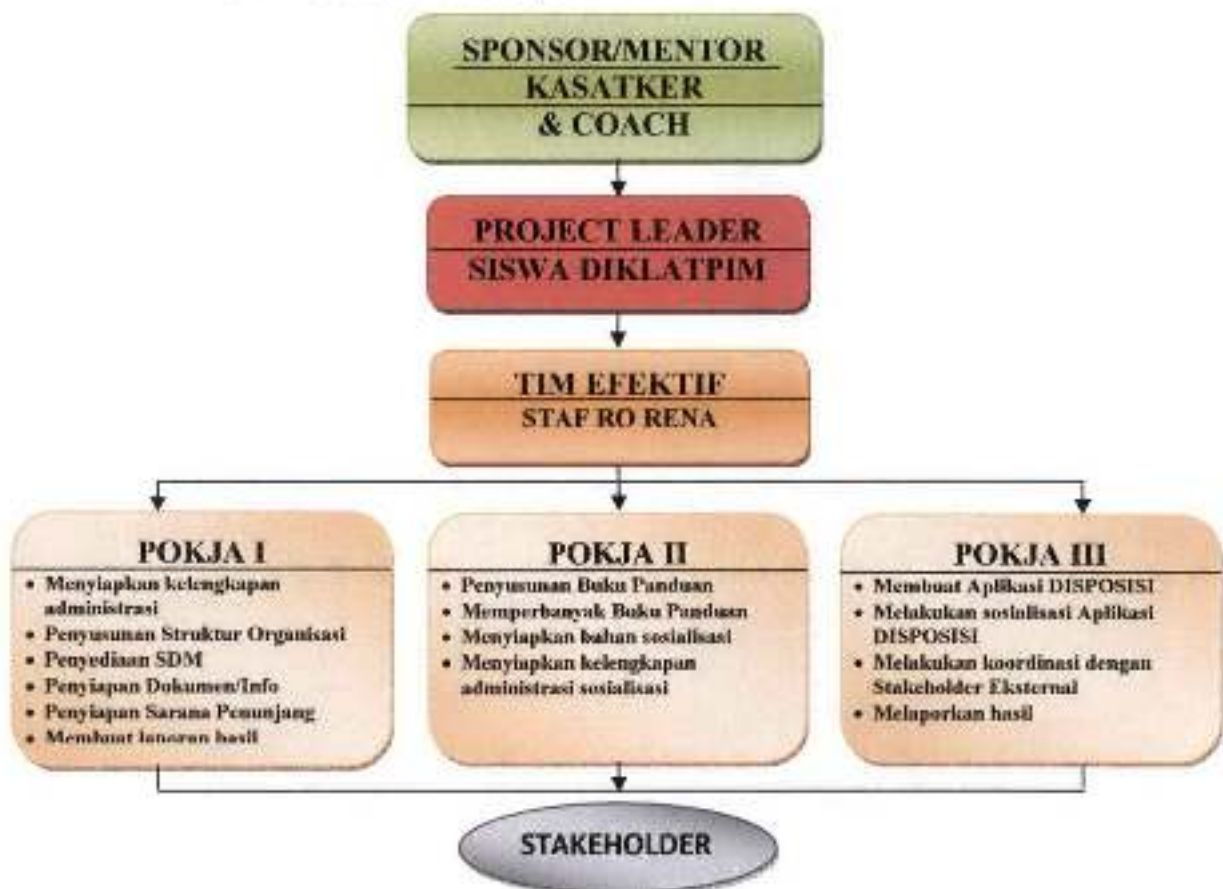 SPONSOR/MENTOR
KASATKER
& COACH
PROJECT LEADER
SISWA DIKLATPIM
TIM EFEKTIF
STAF RO RENA
POKJA I
• Menyiapkan kelengkapan
administrasi
• Penyusunan Struktur Organisasi
• Penyediaan SDM
• Penyiapan Dokumen/Info
• Penyiapan Sarana Penunjang
• Membuat laporan hasil
POKJA II
• Penyusunan Buku Panduan
• Memperbanyak Buku Panduan
• Menyiapkan bahan sosialisasi
• Menyiapkan kelengkapan
administrasi sosialisasi
POKJA III
• Membuat Aplikasi DISPOSISI
• Melakukan sosialisasi Aplikasi
DISPOSISI
• Melakukan koordinasi dengan
Stakeholder Eksternal
• Melaporkan hasil
STAKEHOLDER